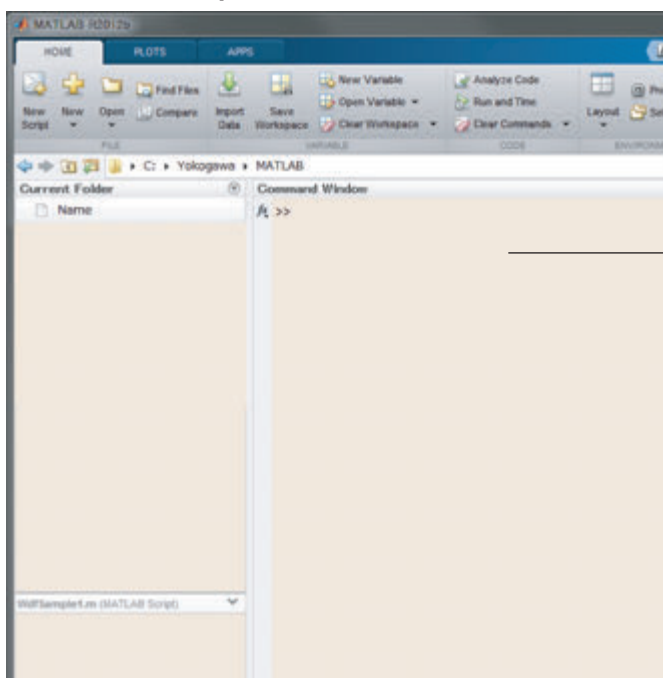 MATLAB R2012b
HOME PLOTS APPS
New Script New Open Find Files Compare Import Data Save Workspace New Variable Open Variable Clear Workspace Analyze Code Run and Time Clear Commands Layout
FILE VARIABLE CODE
C: Yokogawa MATLAB
Current Folder Command Window
Name fx >>
WdfSample1.m (MATLAB Script)